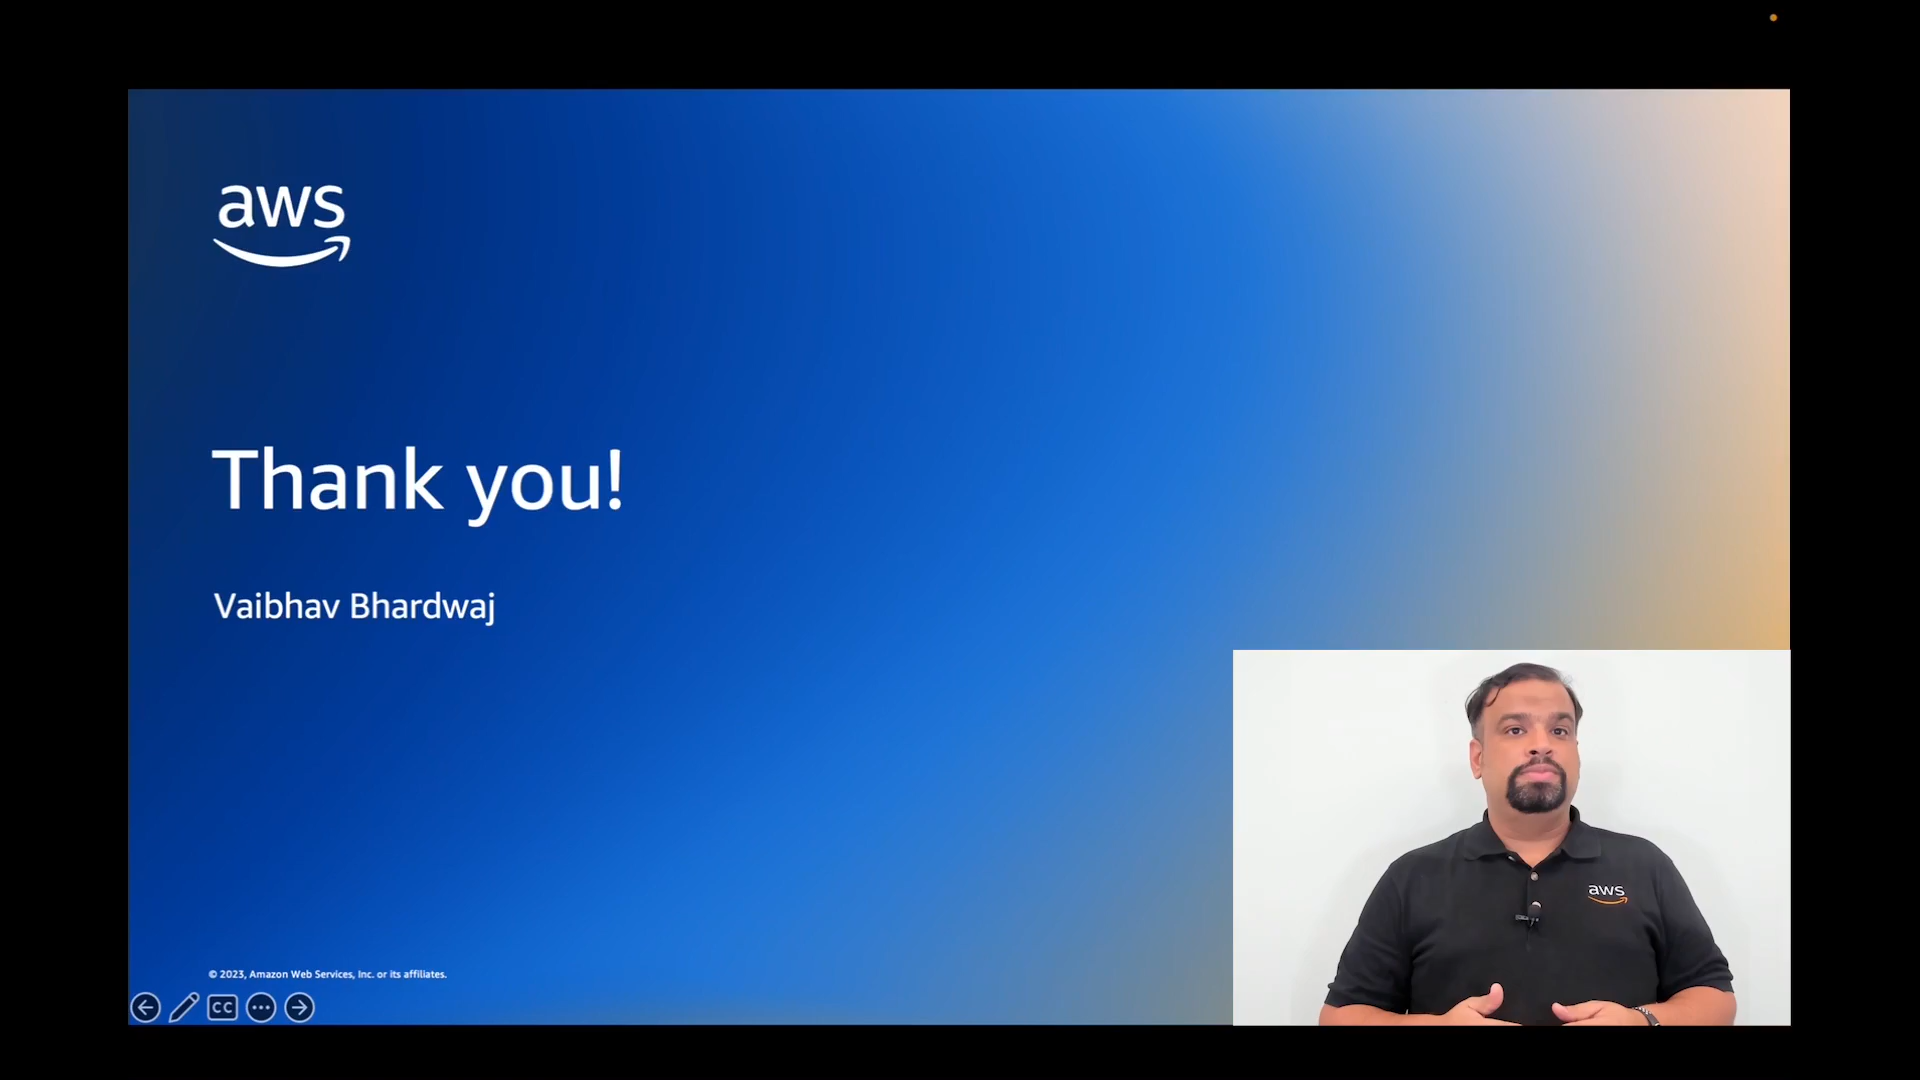 aws
Thank you!
Vaibhav Bhardwaj
aws
© 2023, Amazon Web Services, Inc. or its affiliates.
CC